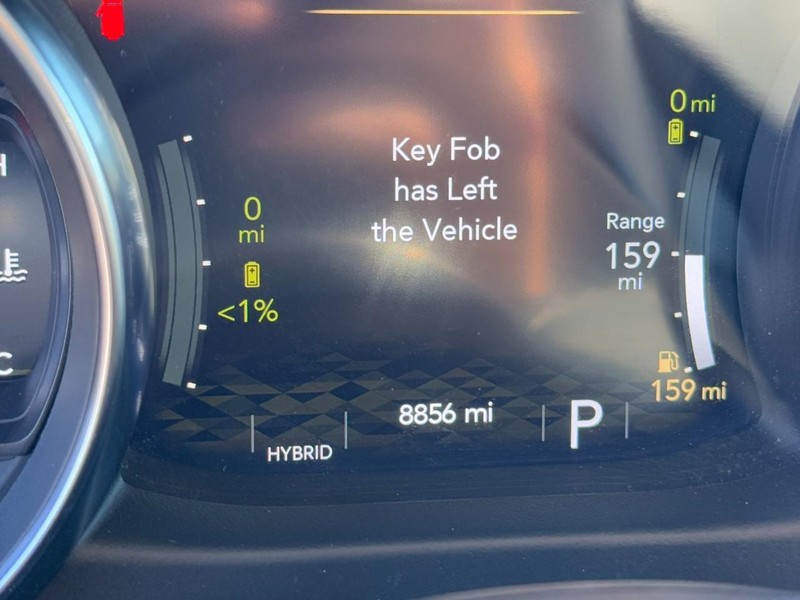 0 mi
Key Fob
has Left
the Vehicle
H
0
mi
Range
159
mi
<1%
C
159 mi
8856 mi
P
HYBRID